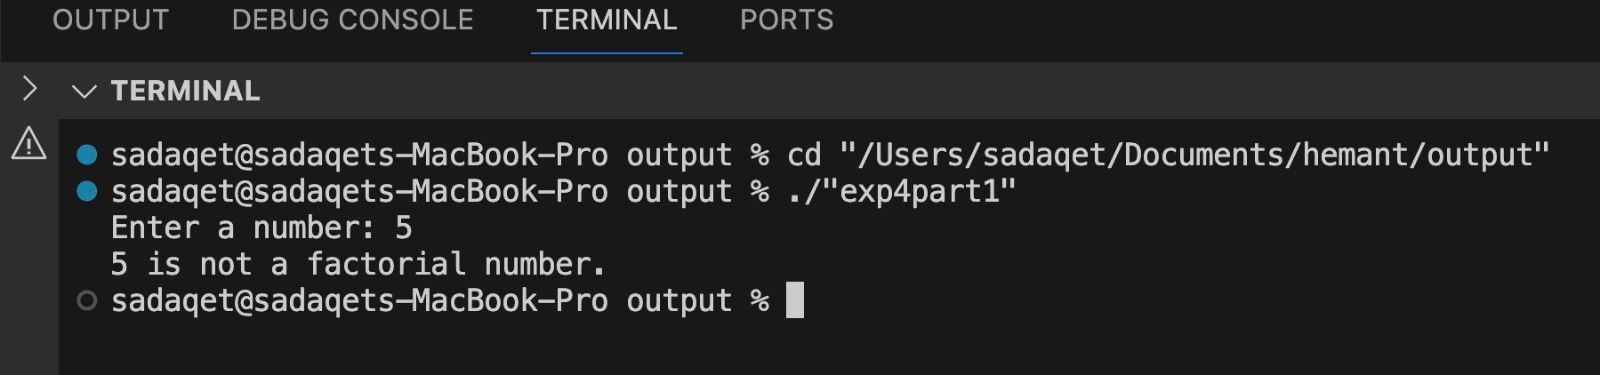 OUTPUT DEBUG CONSOLE TERMINAL PORTS
TERMINAL
sadaqet@sadaqets-MacBook-Pro output % cd "/Users/sadaqet/Documents/hemant/output"
sadaqet@sadaqets-MacBook-Pro output % ./"exp4part1"
Enter a number: 5
5 is not a factorial number.
sadaqet@sadaqets-MacBook-Pro output %